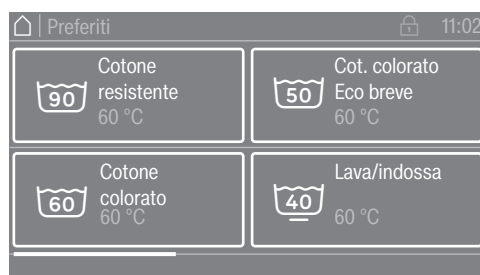 Preferiti 11:02
Cotone
resistente
90
60 °C
Cot. colorato
Eco breve
50
60 °C
Cotone
colorato
60
60 °C
Lava/indossa
40
60 °C